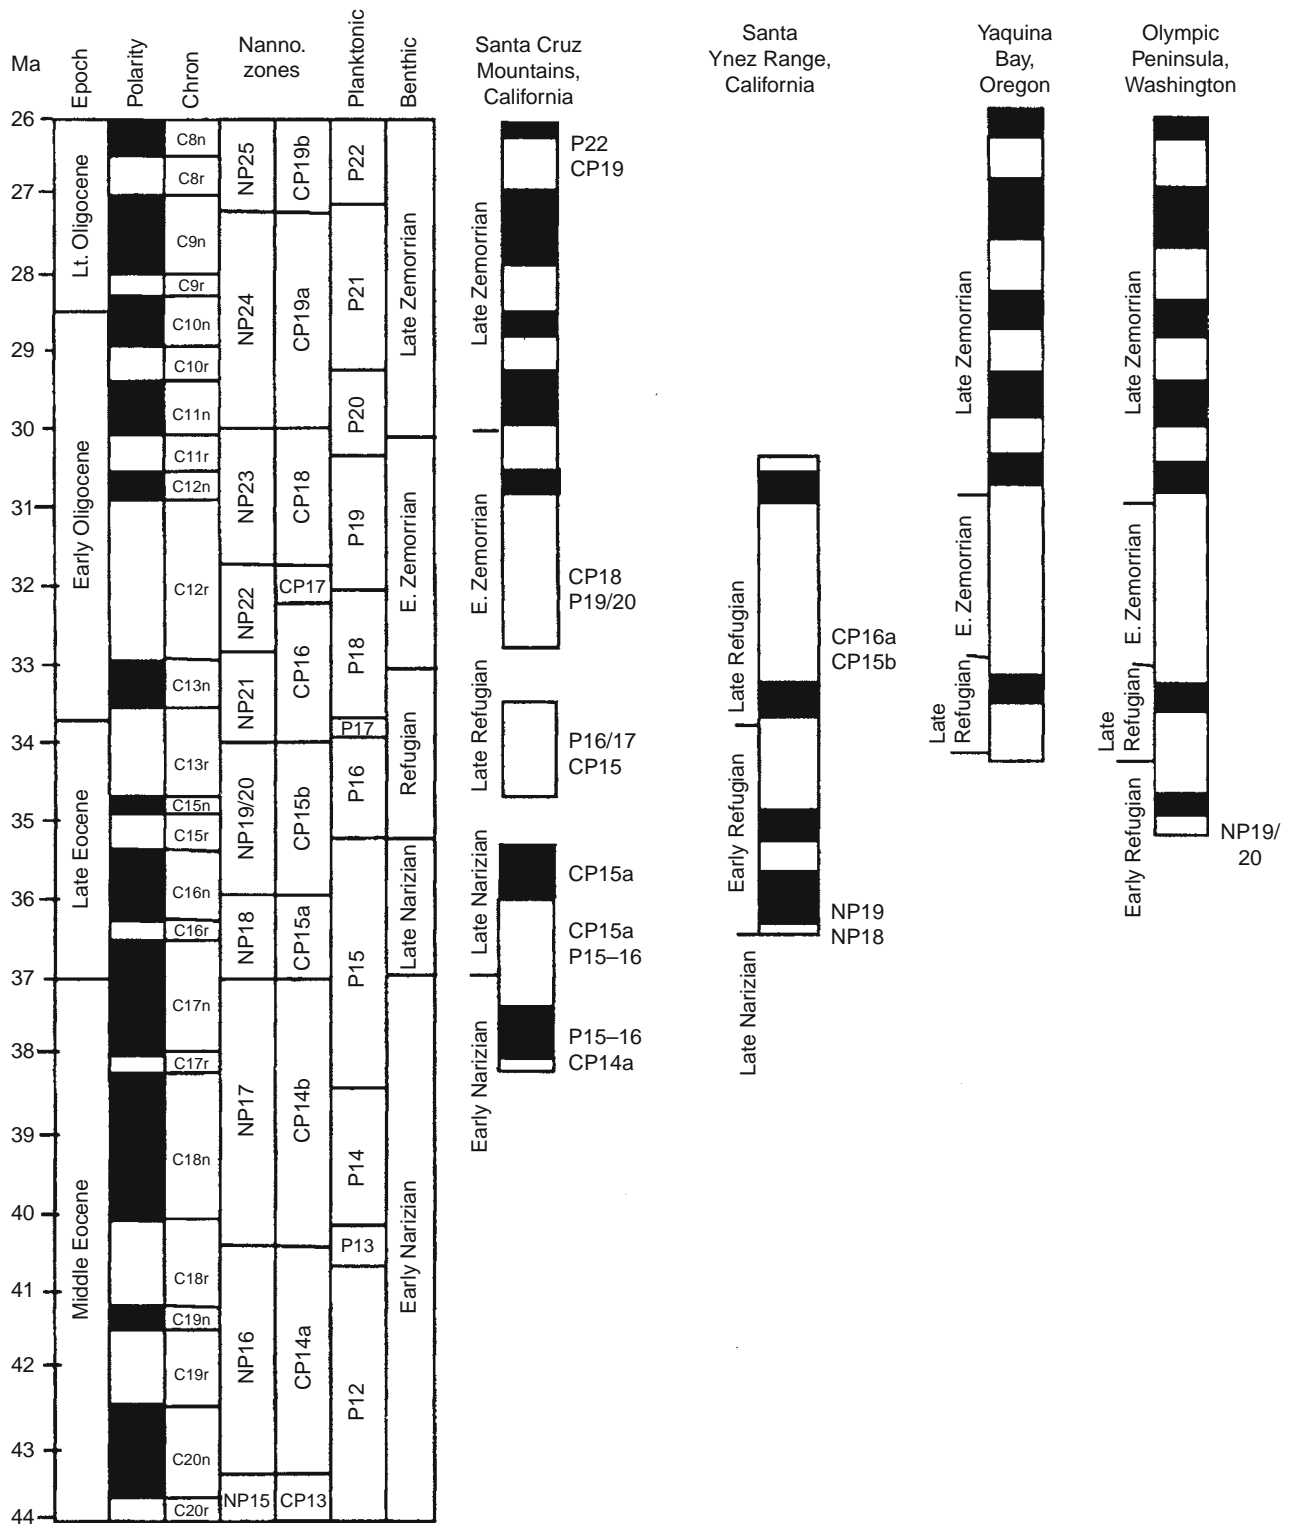 Ma
Epoch
Polarity
Chron
Nanno.
zones
Planktonic
Benthic
Santa Cruz
Mountains,
California
Santa
Ynez Range,
California
Yaquina
Bay,
Oregon
Olympic
Peninsula,
Washington
26
27
28
29
30
31
32
33
34
35
36
37
38
39
40
41
42
43
44
Lt. Oligocene
Early Oligocene
Late Eocene
Middle Eocene
C8n
C8r
C9n
C9r
C10n
C10r
C11n
C11r
C12n
C12r
C13n
C13r
C15n
C15r
C16n
C16r
C17n
C17r
C18n
C18r
C19n
C19r
C20n
C20r
NP25
NP24
NP23
NP22
NP21
NP19/20
NP18
NP17
NP16
NP15
CP19b
CP19a
CP18
CP17
CP16
CP15b
CP15a
CP14b
CP14a
CP13
P22
P21
P20
P19
P18
P17
P16
P15
P14
P13
P12
Late Zemorrian
E. Zemorrian
Refugian
Late Narizian
Early Narizian
Late Zemorrian
E. Zemorrian
Late Refugian
Late Narizian
Early Narizian
P22
CP19
CP18
P19/20
P16/17
CP15
CP15a
CP15a
P15–16
P15–16
CP14a
Late Refugian
Early Refugian
Late Narizian
CP16a
CP15b
NP19
NP18
Late Zemorrian
E. Zemorrian
Late
Refugian
Late Zemorrian
E. Zemorrian
Late
Refugian
Early Refugian
NP19/
20